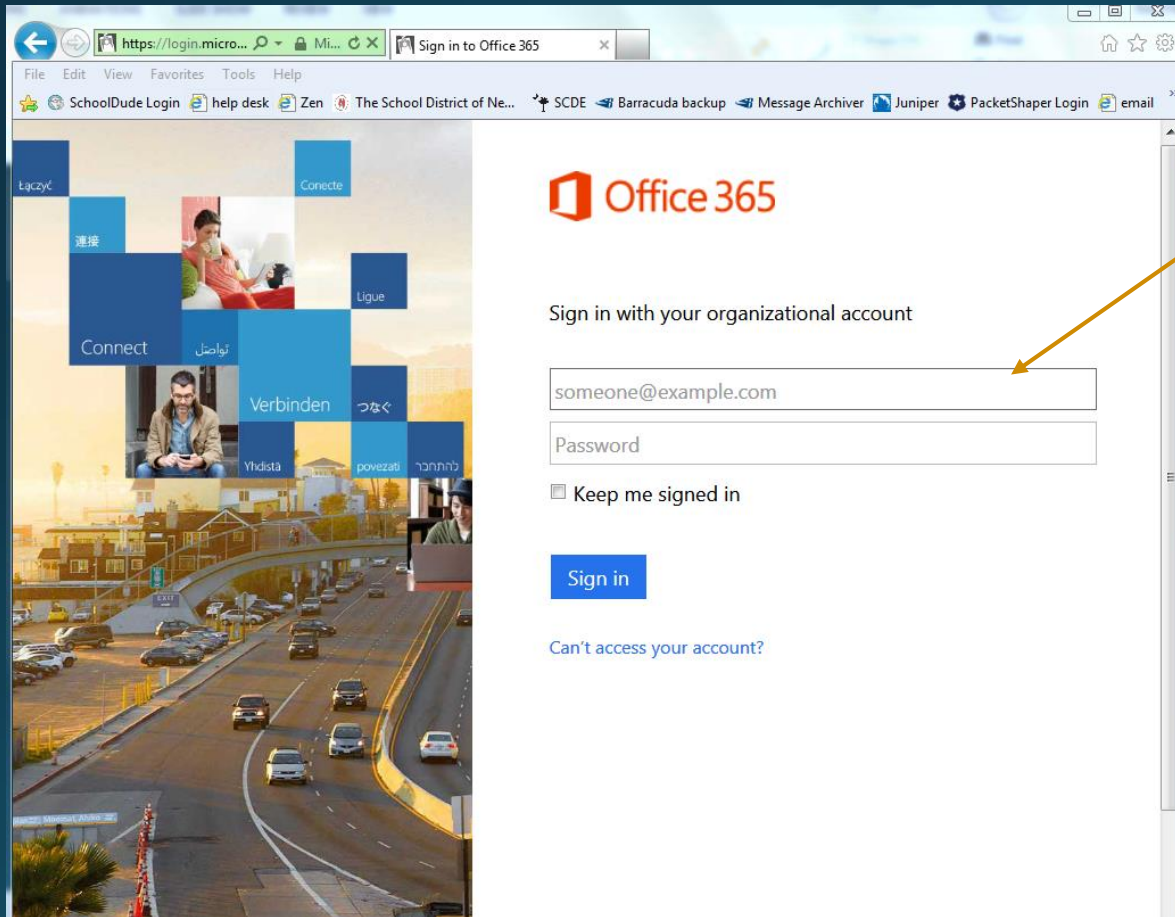 https://login.micro... Mi... Sign in to Office 365
File Edit View Favorites Tools Help
SchoolDude Login help desk Zen The School District of Ne... SCDE Barracuda backup Message Archiver Juniper PacketShaper Login email
Łączyć
Conecte
連接
Ligue
Connect
تواصَل
Verbinden
つなぐ
Yhdistä
povezati
להתחבר
EXIT
Office 365
Sign in with your organizational account
someone@example.com
Password
Keep me signed in
Sign in
Can't access your account?